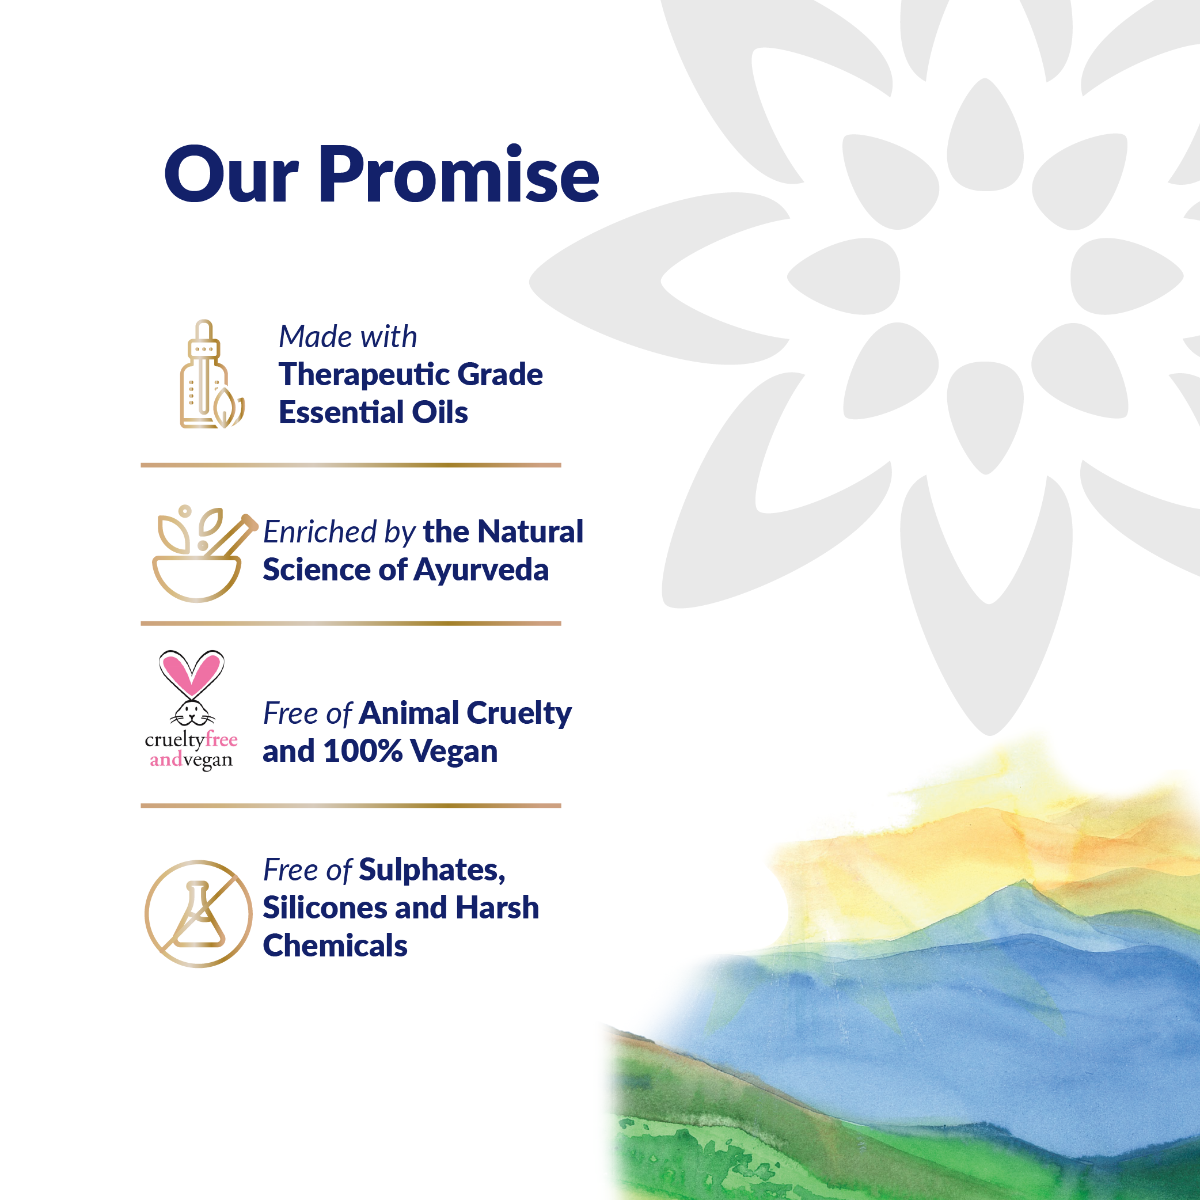 Our Promise
Made with
Therapeutic Grade
Essential Oils
Enriched by the Natural
Science of Ayurveda
crueltyfree
andvegan
Free of Animal Cruelty
and 100% Vegan
Free of Sulphates,
Silicones and Harsh
Chemicals